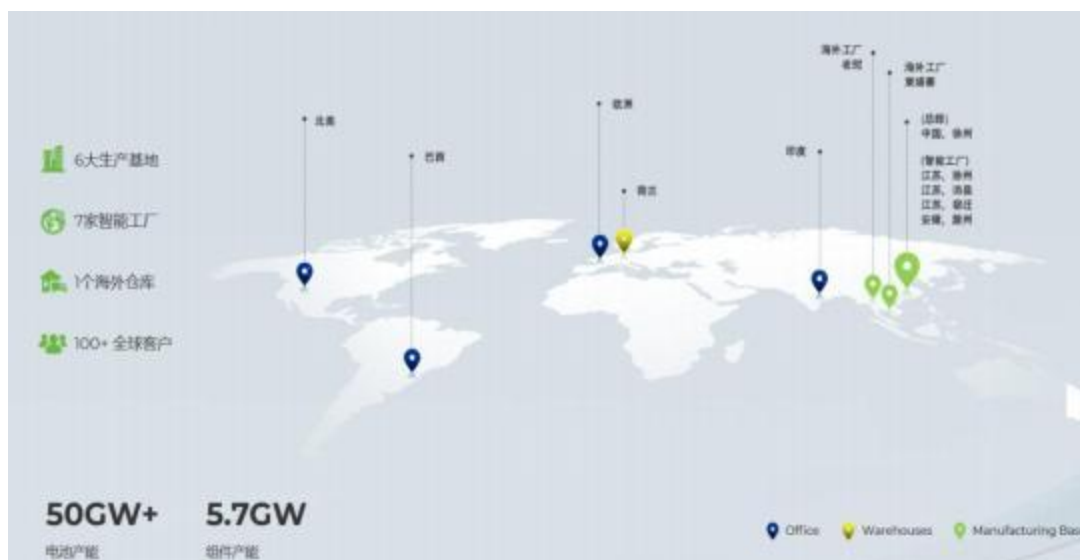 海外工厂
老挝
海外工厂
柬埔寨
北美
欧洲
(总部)
中国、徐州
巴西
印度
6大生产基地
(智能工厂)
江苏、徐州
江苏、沛县
江苏、
安徽、滁州
荷兰
7家智能工厂
1个海外仓库
100+ 全球客户
50GW+
5.7GW
电池产能
组件产能
Office
Warehouses
Manufacturing Bas